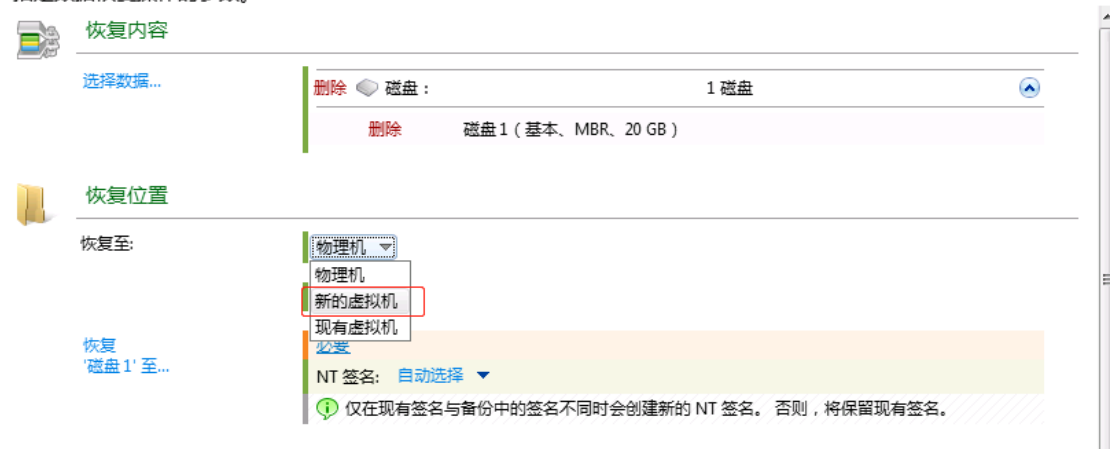 恢复内容
选择数据...
删除 磁盘： 1 磁盘
删除 磁盘1（基本、MBR、20 GB）
恢复位置
恢复至:
物理机
物理机
新的虚拟机
现有虚拟机
恢复
'磁盘 1' 至...
必要
NT 签名: 自动选择
仅在现有签名与备份中的签名不同时会创建新的 NT 签名。 否则，将保留现有签名。